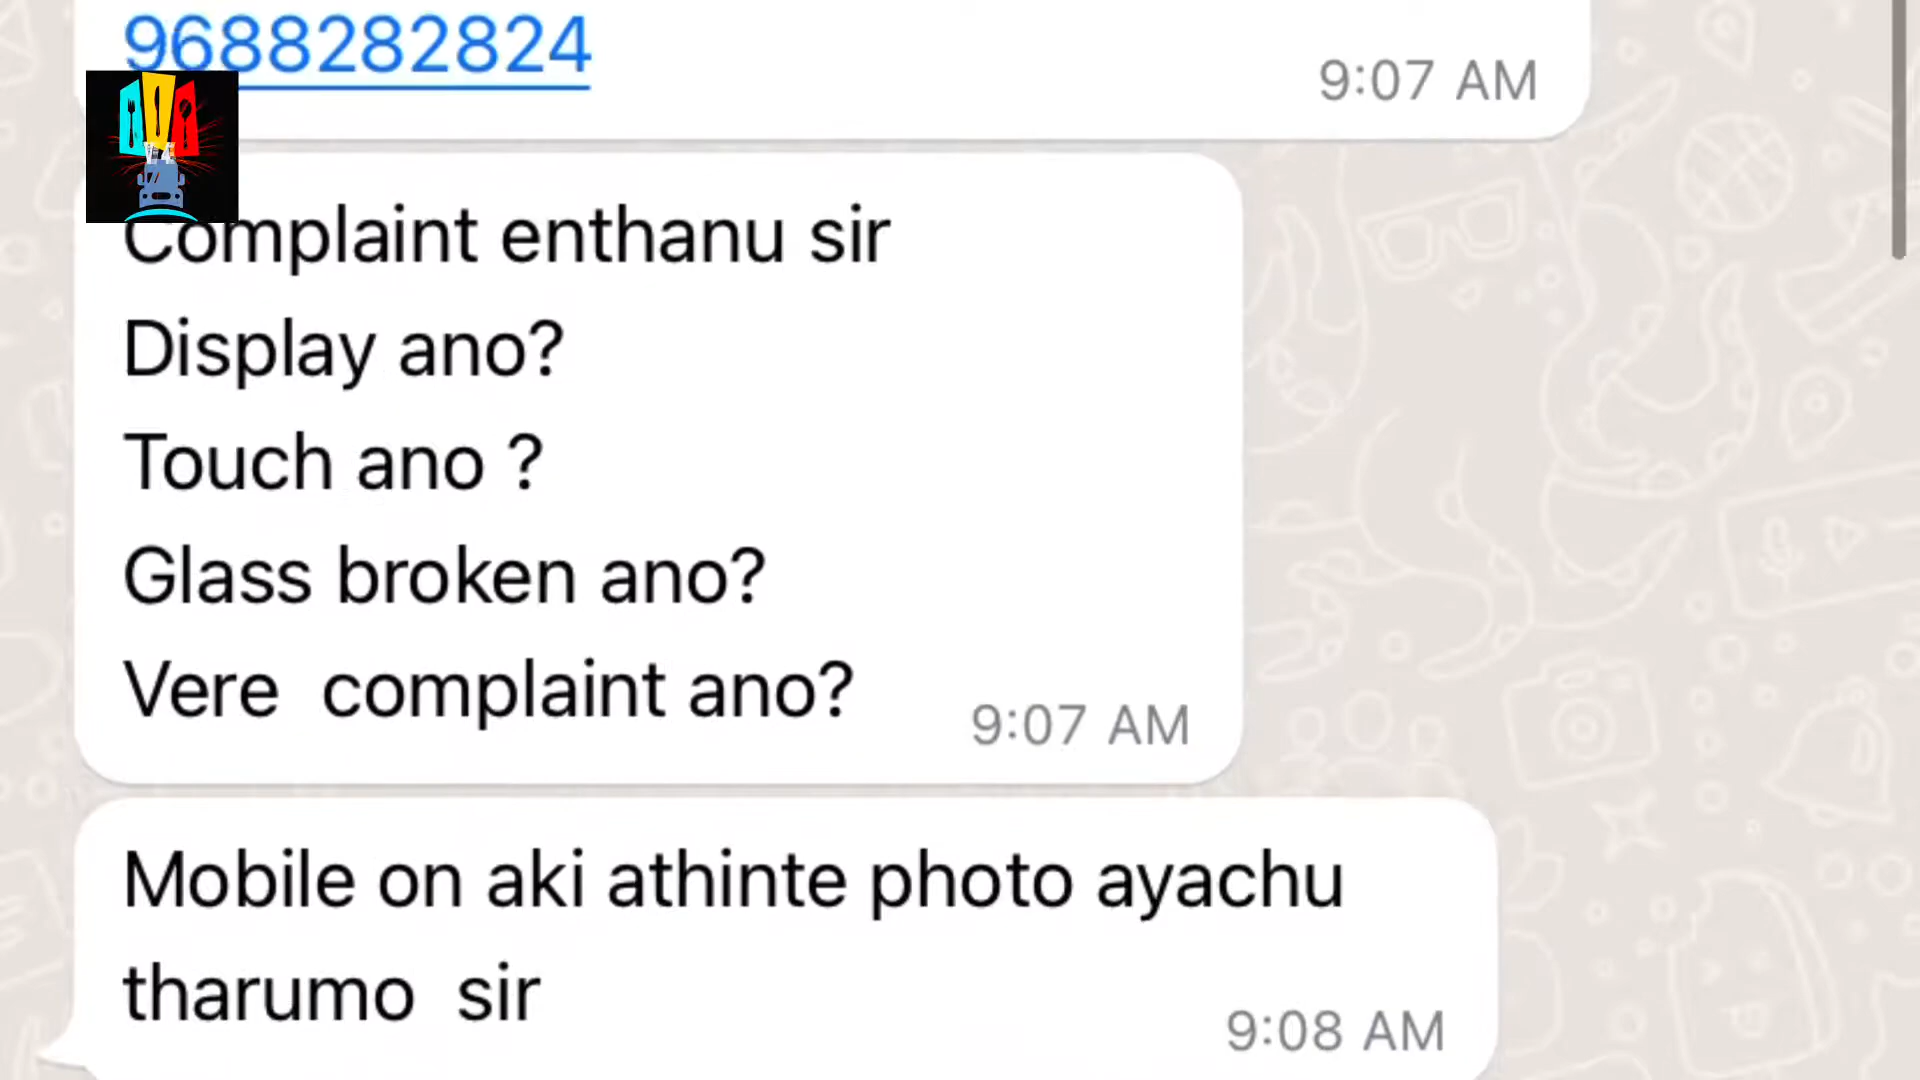 9688282824
9:07 AM
Complaint enthanu sir
Display ano?
Touch ano ?
Glass broken ano?
Vere complaint ano?
9:07 AM
Mobile on aki athinte photo ayachu
tharumo sir
9:08 AM